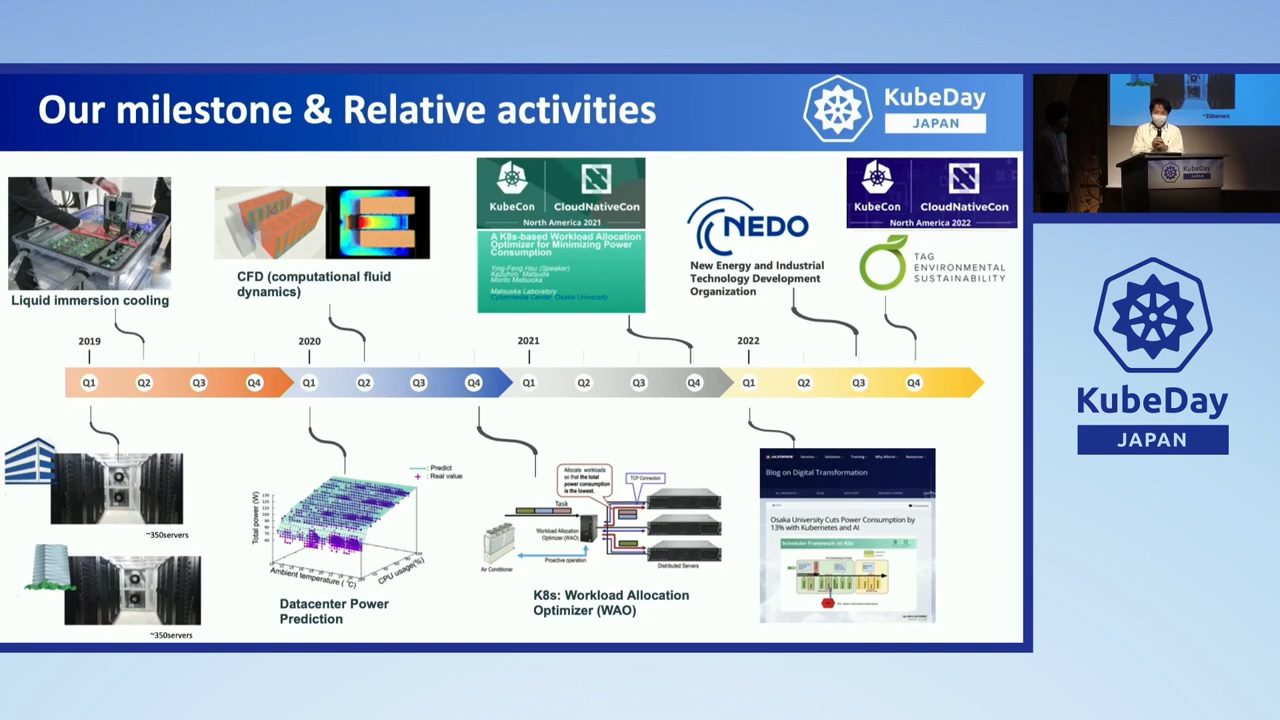 Our milestone & Relative activities
KubeDay
JAPAN
Liquid immersion cooling
CFD (computational fluid
dynamics)
KubeCon
CloudNativeCon
North America 2021
A K8s-based Workload Allocation
Optimizer for Minimizing Power
Consumption
Ying-Feng Hsu (Speaker)
Kazuhiro Matsuda
Morito Matsuoka
Matsuoka Laboratory
Cybermedia Center, Osaka University
NEDO
New Energy and Industrial
Technology Development
Organization
KubeCon
CloudNativeCon
North America 2022
TAG
ENVIRONMENTAL
SUSTAINABILITY
2019
2020
2021
2022
Q1 Q2 Q3 Q4 Q1 Q2 Q3 Q4 Q1 Q2 Q3 Q4 Q1 Q2 Q3 Q4
~350servers
~350servers
: Predict
: Real value
Total power (W)
Ambient temperature (℃)
CPU usage(%)
Datacenter Power
Prediction
Allocate workloads
so that the total
power consumption
is the lowest.
TCP Connection
Task
Workload Allocation
Optimizer (WAO)
Air Conditioner
Proactive operation
Distributed Servers
K8s: Workload Allocation
Optimizer (WAO)
Blog on Digital Transformation
Osaka University Cuts Power Consumption by
13% with Kubernetes and AI
Scheduler Framework on K8s
~350servers
KubeDay
JAPAN
KubeDay
JAPAN